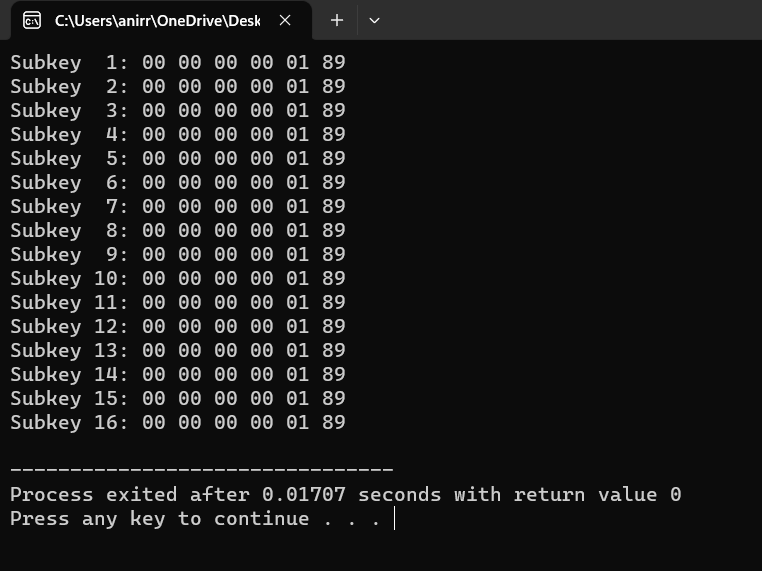 C:\Users\anirr\OneDrive\Desk
Subkey  1: 00 00 00 00 01 89
Subkey  2: 00 00 00 00 01 89
Subkey  3: 00 00 00 00 01 89
Subkey  4: 00 00 00 00 01 89
Subkey  5: 00 00 00 00 01 89
Subkey  6: 00 00 00 00 01 89
Subkey  7: 00 00 00 00 01 89
Subkey  8: 00 00 00 00 01 89
Subkey  9: 00 00 00 00 01 89
Subkey 10: 00 00 00 00 01 89
Subkey 11: 00 00 00 00 01 89
Subkey 12: 00 00 00 00 01 89
Subkey 13: 00 00 00 00 01 89
Subkey 14: 00 00 00 00 01 89
Subkey 15: 00 00 00 00 01 89
Subkey 16: 00 00 00 00 01 89
--------------------------------
Process exited after 0.01707 seconds with return value 0
Press any key to continue . . .